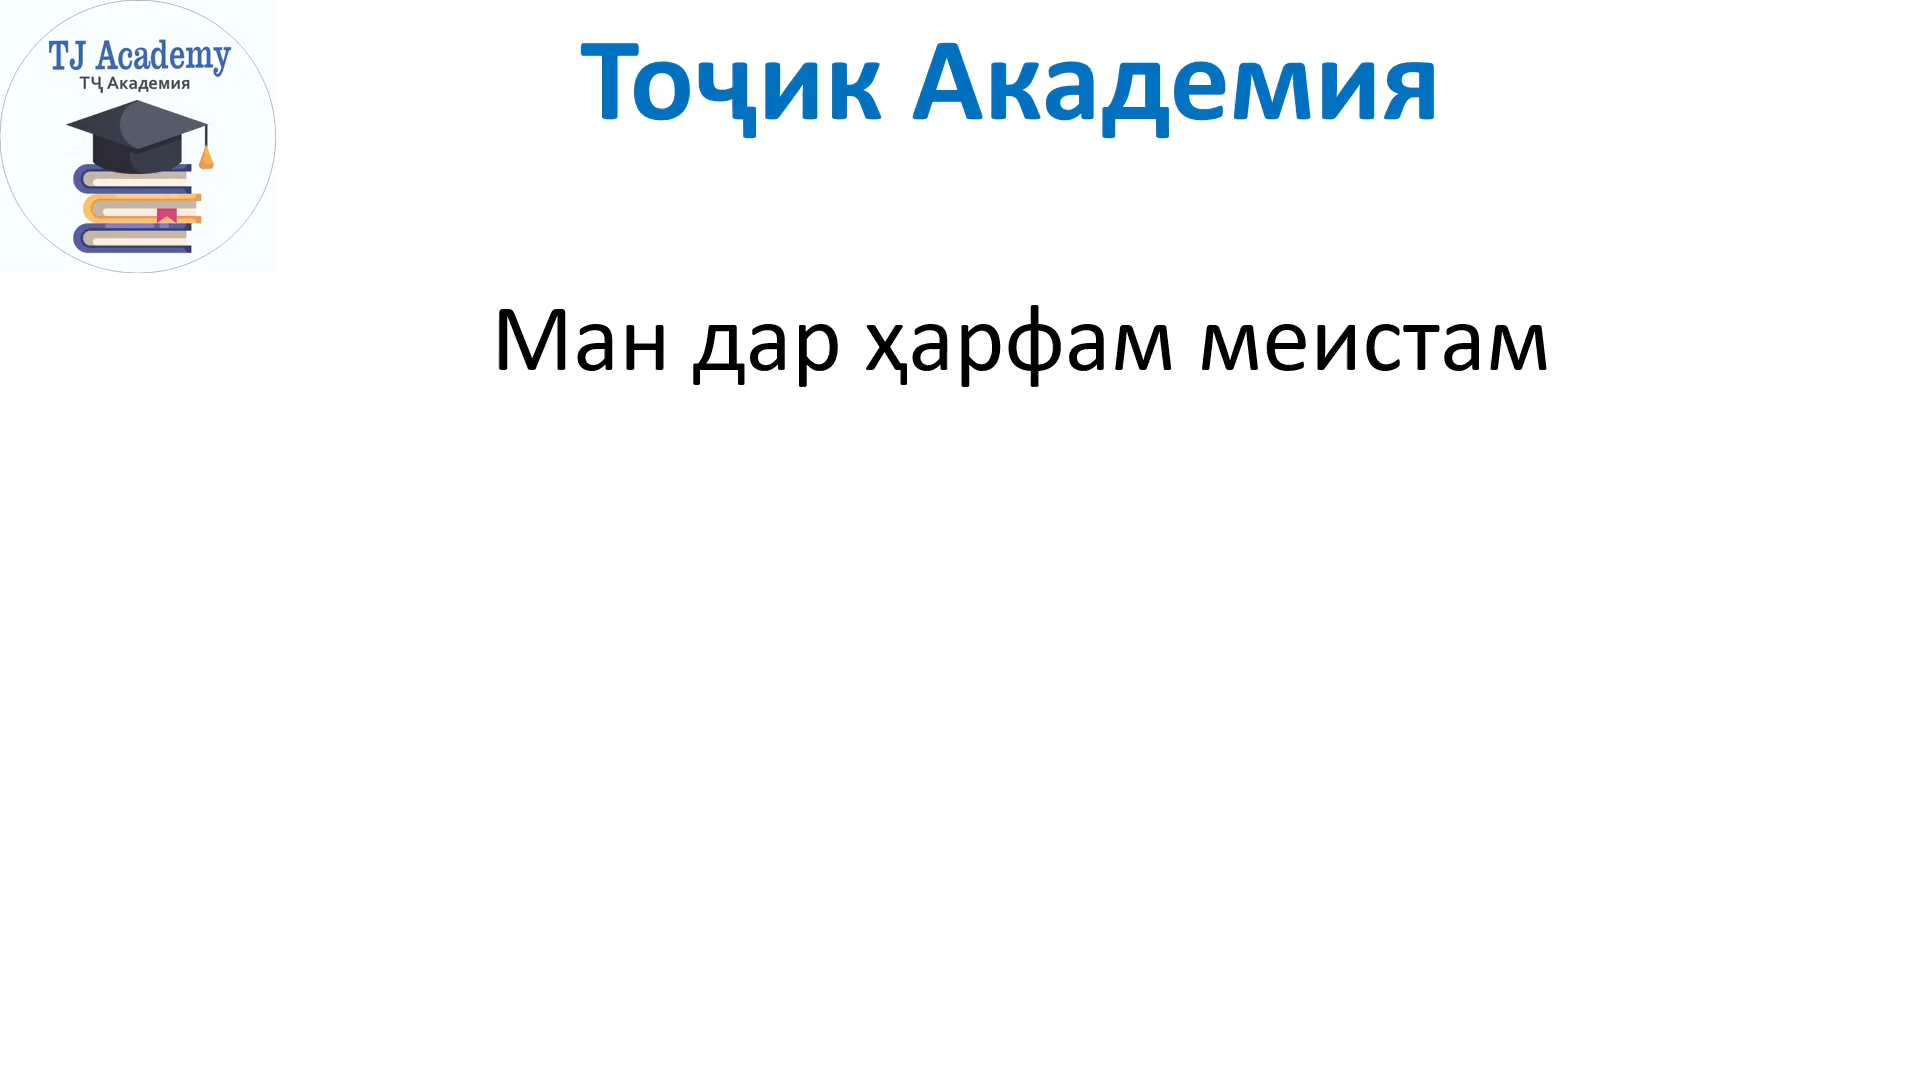 TJ Academy
ТҶ Академия
Тоҷик Академия
Ман дар ҳарфам меистам